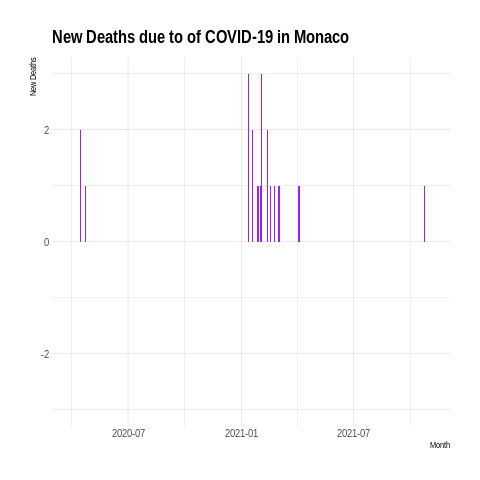 New Deaths due to of COVID-19 in Monaco
New Deaths
2
0
-2
2020-07
2021-01
2021-07
Month